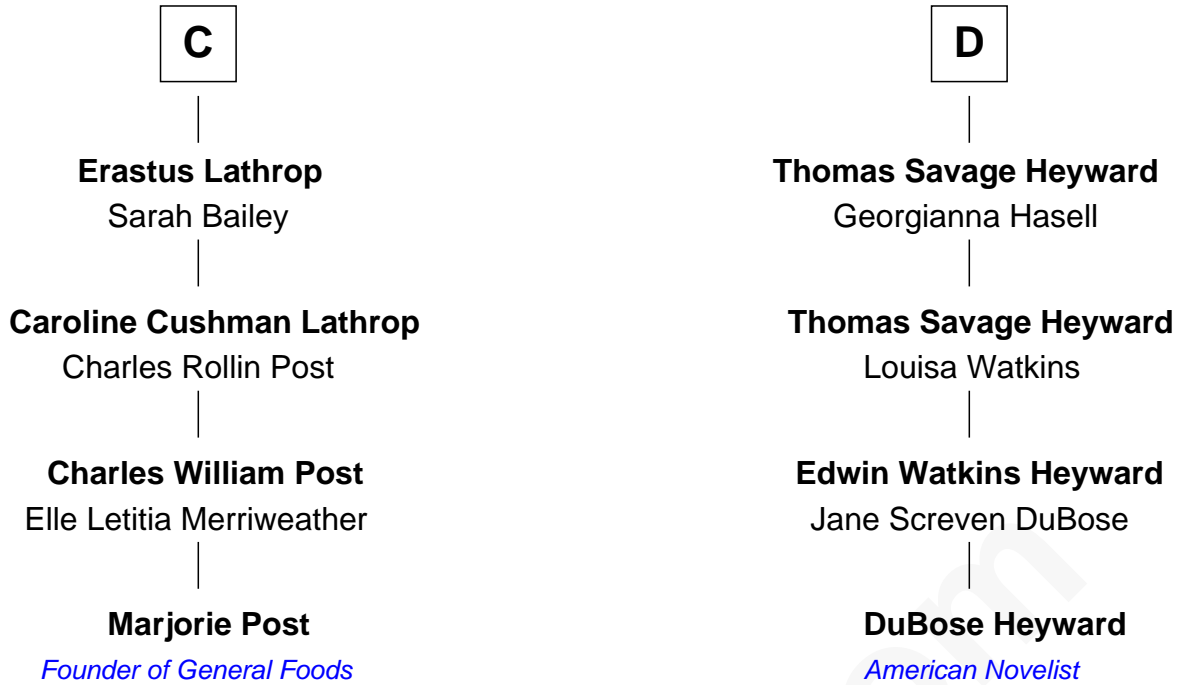 C
Erastus Lathrop
Sarah Bailey
Caroline Cushman Lathrop
Charles Rollin Post
Charles William Post
Elle Letitia Merriweather
Marjorie Post
Founder of General Foods
D
Thomas Savage Heyward
Georgianna Hasell
Thomas Savage Heyward
Louisa Watkins
Edwin Watkins Heyward
Jane Screven DuBose
DuBose Heyward
American Novelist